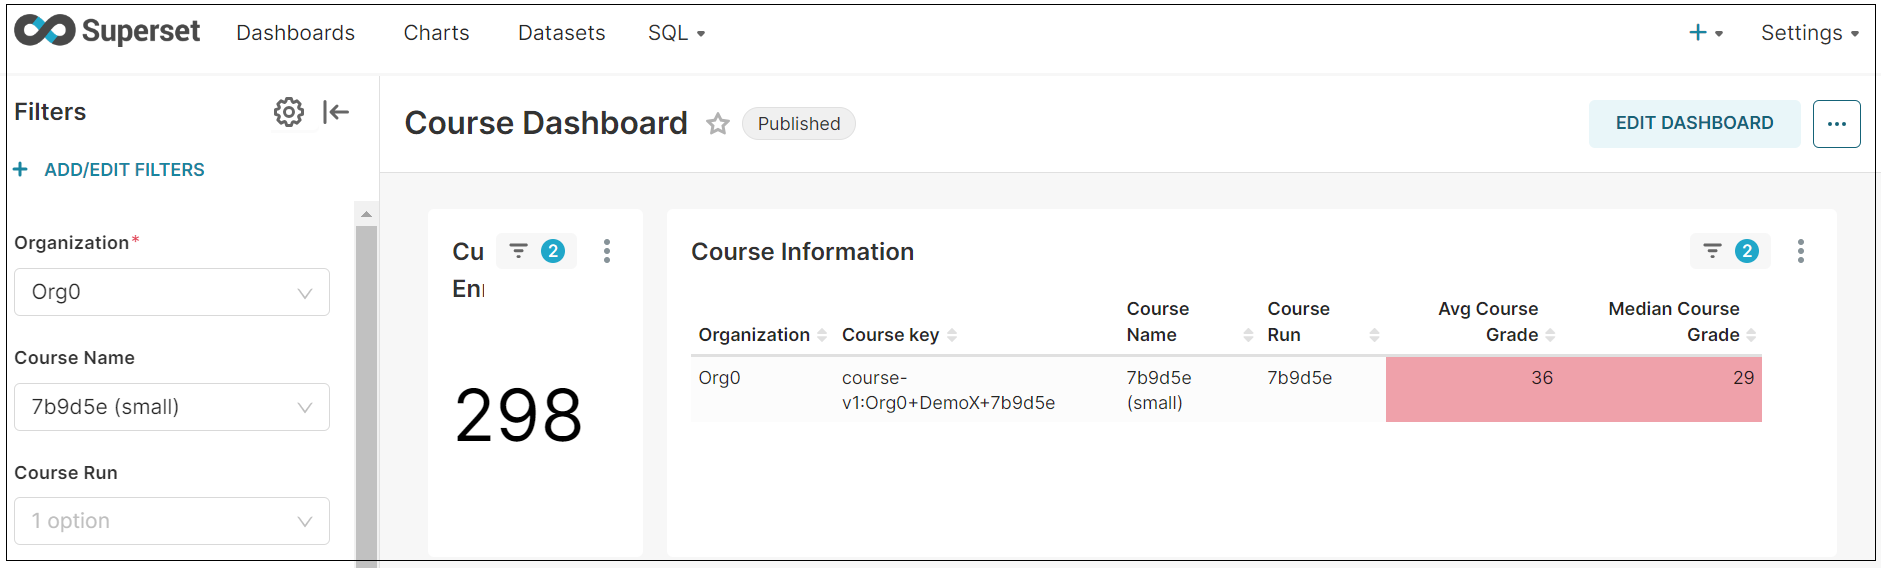 Superset Dashboards Charts Datasets SQL + Settings
Filters
+ ADD/EDIT FILTERS
Organization*
Org0
Course Name
7b9d5e (small)
Course Run
1 option
Course Dashboard Published EDIT DASHBOARD ...
Cu 2
Enr
298
Course Information 2
Organization Course key Course Name Course Run Avg Course Grade Median Course Grade
Org0 course-v1:Org0+DemoX+7b9d5e 7b9d5e (small) 7b9d5e 36 29